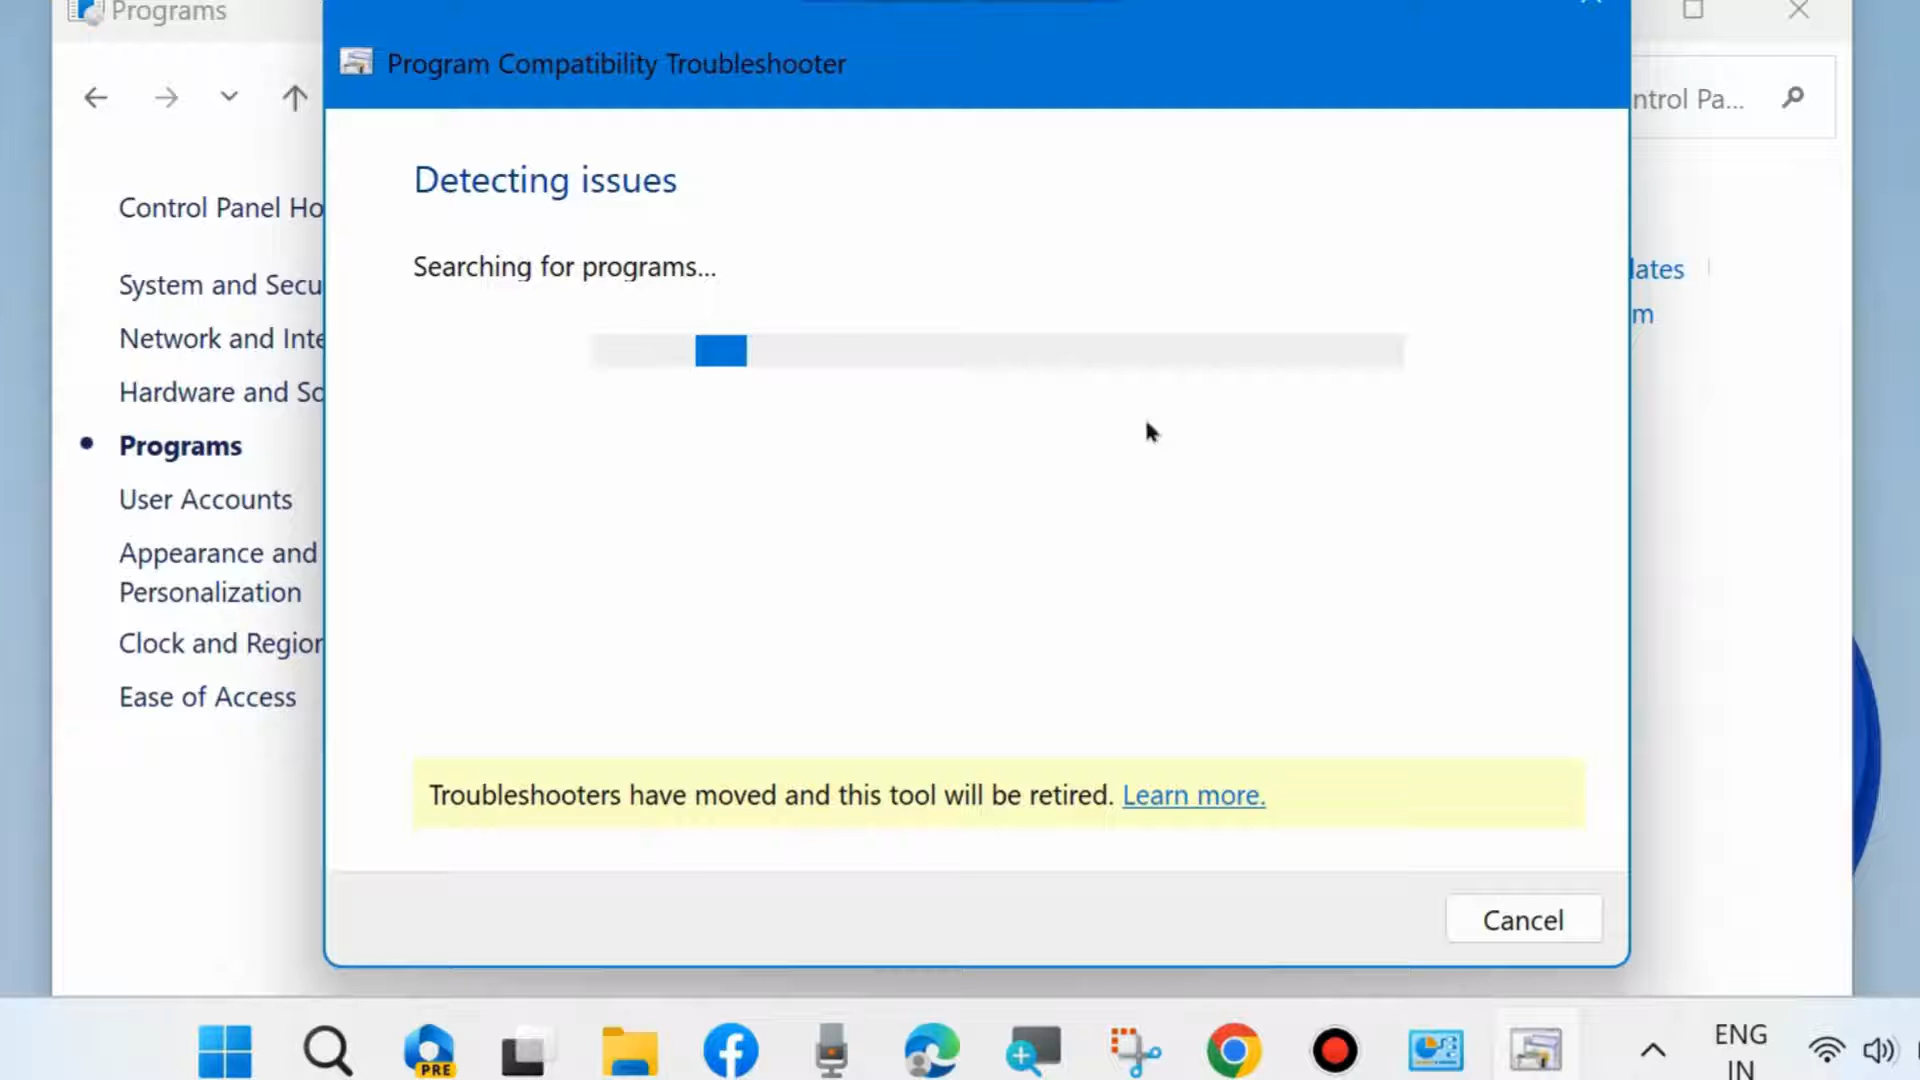 Programs
Program Compatibility Troubleshooter
ntrol Pa...
Detecting issues
Searching for programs...
Control Panel Ho
System and Secu
Network and Inte
Hardware and So
Programs
User Accounts
Appearance and
Personalization
Clock and Region
Ease of Access
lates
m
Troubleshooters have moved and this tool will be retired. Learn more.
Cancel
PRE
ENG
IN